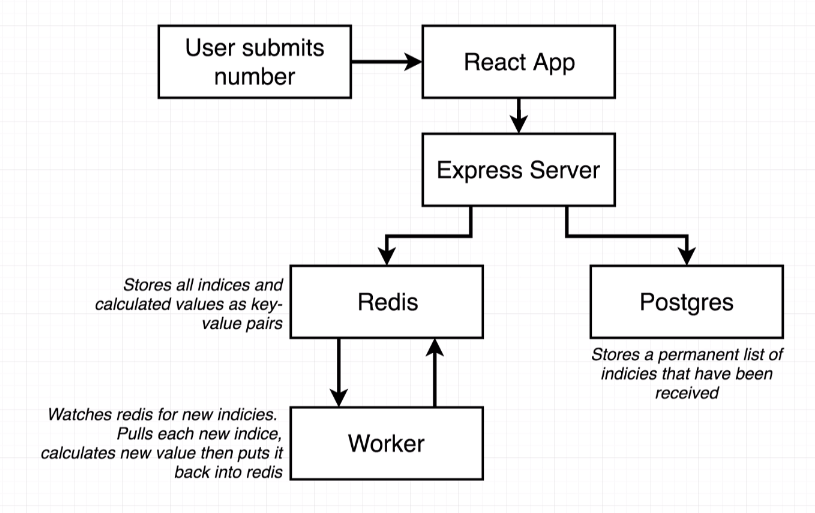 User submits
number
React App
Express Server
Stores all indices and
calculated values as key-
value pairs
Redis
Postgres
Stores a permanent list of
indicies that have been
received
Watches redis for new indicies.
Pulls each new indice,
calculates new value then puts it
back into redis
Worker